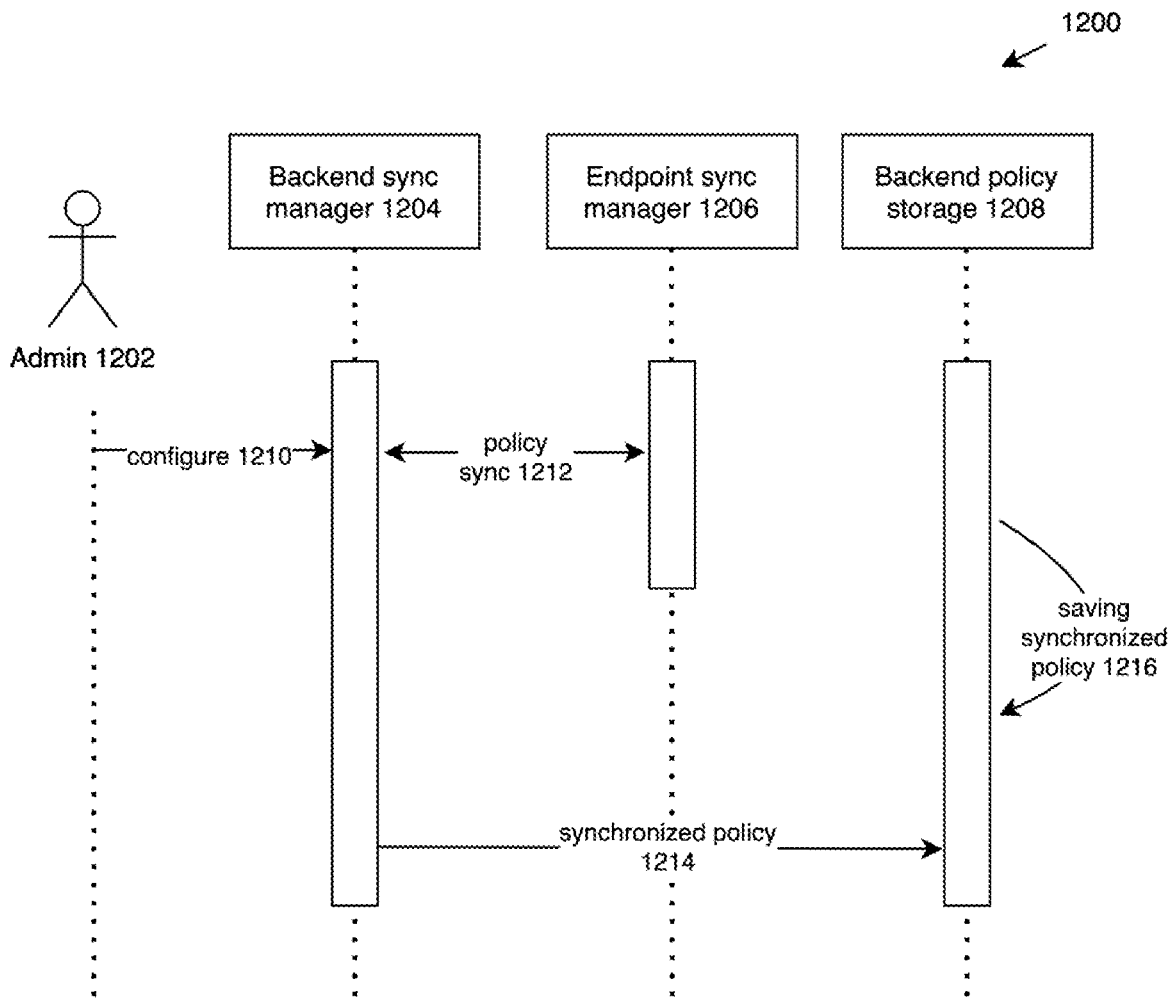 1200
Backend sync
manager 1204
Endpoint sync
manager 1206
Backend policy
storage 1208
Admin 1202
configure 1210
policy
sync 1212
saving
synchronized
policy 1216
synchronized policy
1214